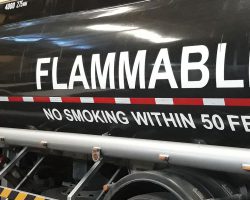 FLAMMABL
NO SMOKING WITHIN 50 FE